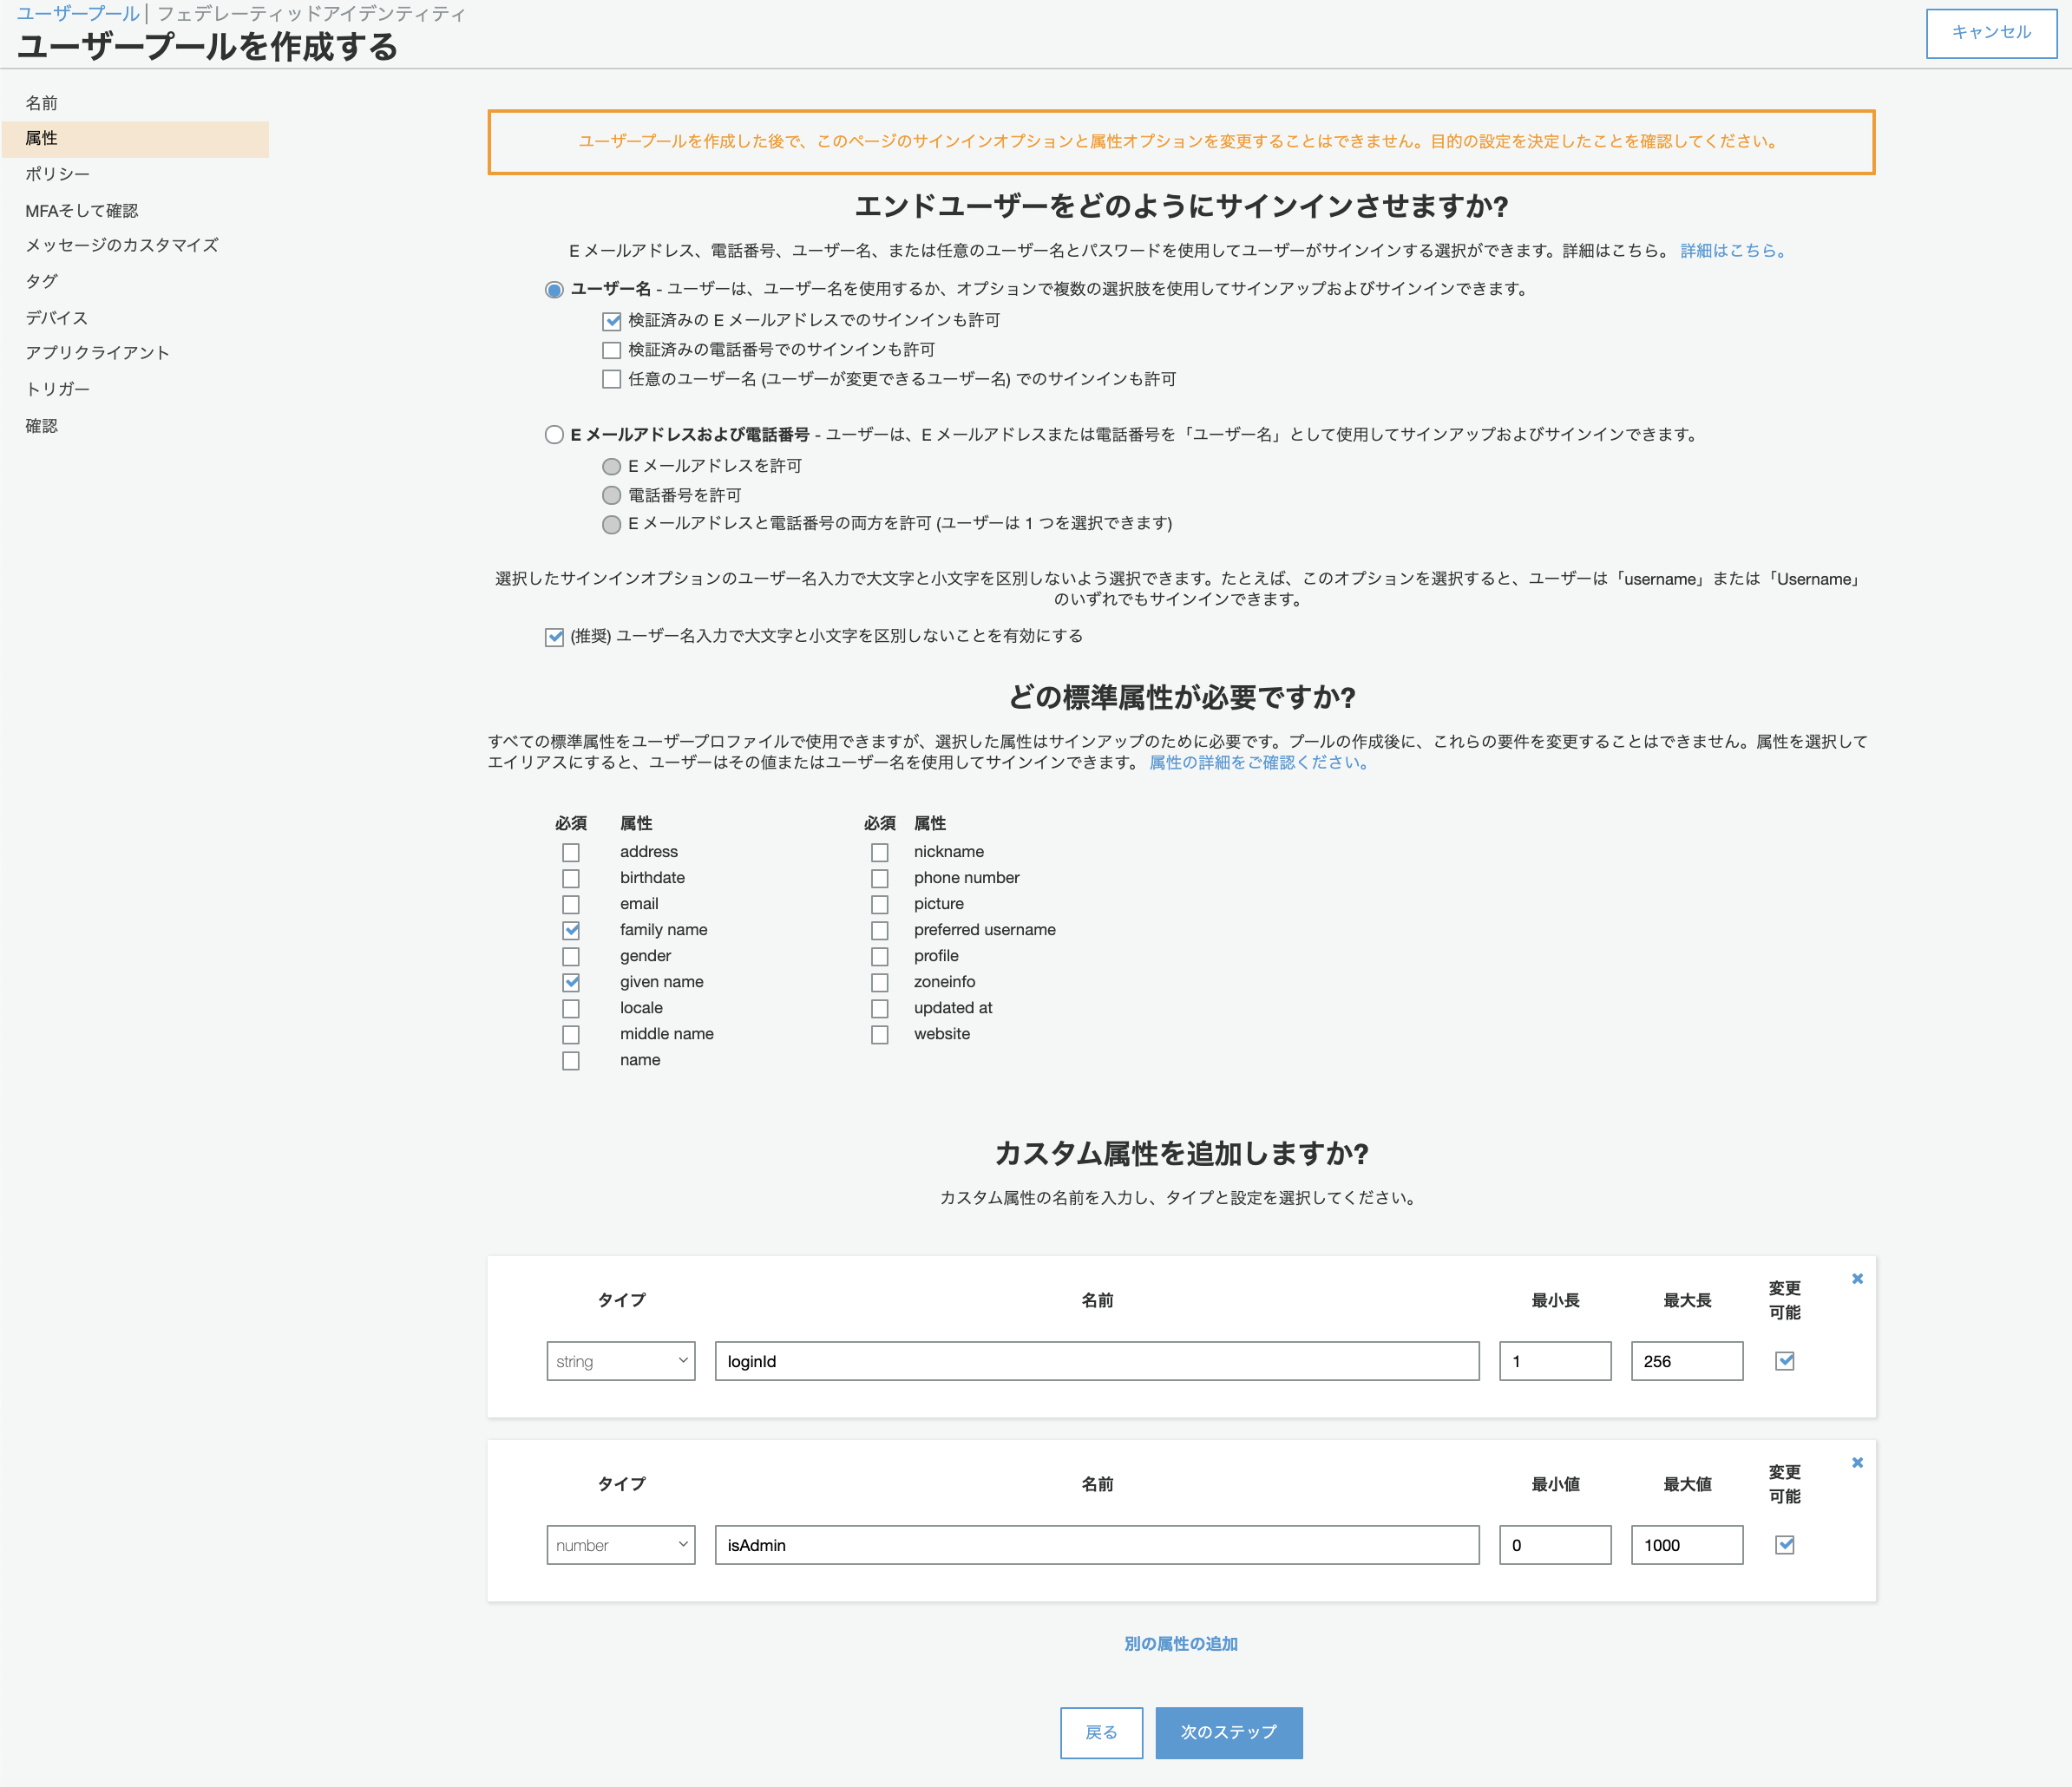 ユーザープール | フェデレーティッドアイデンティティ
ユーザープールを作成する
キャンセル
名前
属性
ポリシー
MFAそして確認
メッセージのカスタマイズ
タグ
デバイス
アプリクライアント
トリガー
確認
ユーザープールを作成した後で、このページのサインインオプションと属性オプションを変更することはできません。目的の設定を決定したことを確認してください。
エンドユーザーをどのようにサインインさせますか?
E メールアドレス、電話番号、ユーザー名、または任意のユーザー名とパスワードを使用してユーザーがサインインする選択ができます。詳細はこちら。 詳細はこちら。
ユーザー名 - ユーザーは、ユーザー名を使用するか、オプションで複数の選択肢を使用してサインアップおよびサインインできます。
検証済みの E メールアドレスでのサインインも許可
検証済みの電話番号でのサインインも許可
任意のユーザー名 (ユーザーが変更できるユーザー名) でのサインインも許可
E メールアドレスおよび電話番号 - ユーザーは、E メールアドレスまたは電話番号を「ユーザー名」として使用してサインアップおよびサインインできます。
E メールアドレスを許可
電話番号を許可
E メールアドレスと電話番号の両方を許可 (ユーザーは 1 つを選択できます)
選択したサインインオプションのユーザー名入力で大文字と小文字を区別しないよう選択できます。たとえば、このオプションを選択すると、ユーザーは「username」または「Username」
のいずれでもサインインできます。
(推奨) ユーザー名入力で大文字と小文字を区別しないことを有効にする
どの標準属性が必要ですか?
すべての標準属性をユーザープロファイルで使用できますが、選択した属性はサインアップのために必要です。プールの作成後に、これらの要件を変更することはできません。属性を選択して
エイリアスにすると、ユーザーはその値またはユーザー名を使用してサインインできます。 属性の詳細をご確認ください。
必須 属性
address
birthdate
email
family name
gender
given name
locale
middle name
name
必須 属性
nickname
phone number
picture
preferred username
profile
zoneinfo
updated at
website
カスタム属性を追加しますか?
カスタム属性の名前を入力し、タイプと設定を選択してください。
タイプ 名前 最小長 最大長 変更
可能
string loginId 1 256
タイプ 名前 最小値 最大値 変更
可能
number isAdmin 0 1000
別の属性の追加
戻る 次のステップ